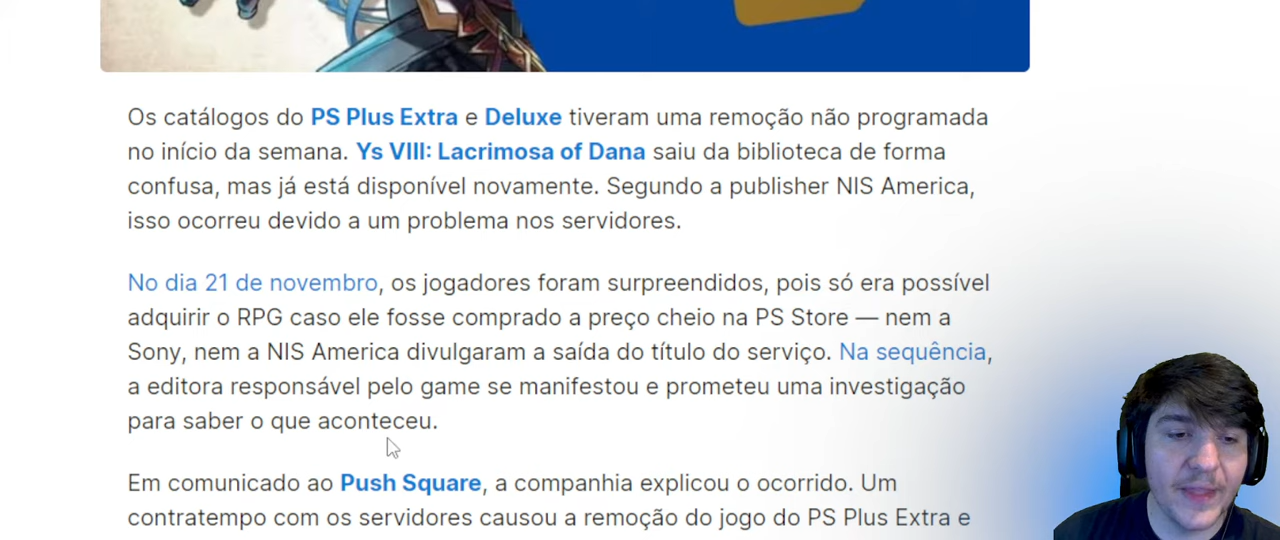 Os catálogos do PS Plus Extra e Deluxe tiveram uma remoção não programada
no início da semana. Ys VIII: Lacrimosa of Dana saiu da biblioteca de forma
confusa, mas já está disponível novamente. Segundo a publisher NIS America,
isso ocorreu devido a um problema nos servidores.
No dia 21 de novembro, os jogadores foram surpreendidos, pois só era possível
adquirir o RPG caso ele fosse comprado a preço cheio na PS Store — nem a
Sony, nem a NIS America divulgaram a saída do título do serviço. Na sequência,
a editora responsável pelo game se manifestou e prometeu uma investigação
para saber o que aconteceu.
Em comunicado ao Push Square, a companhia explicou o ocorrido. Um
contratempo com os servidores causou a remoção do jogo do PS Plus Extra e